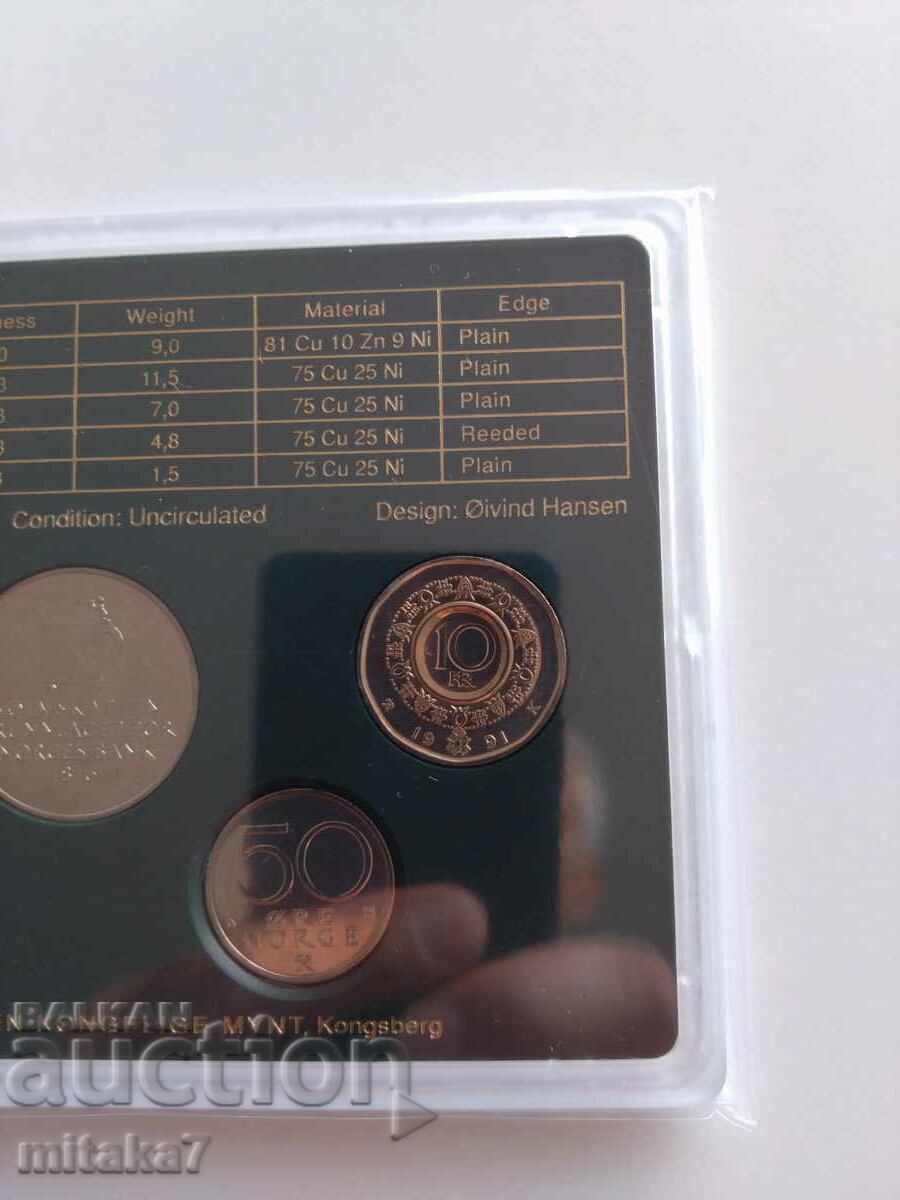 Weight Material Edge
9,0 81 Cu 10 Zn 9 Ni Plain
11,5 75 Cu 25 Ni Plain
7,0 75 Cu 25 Ni Plain
4,8 75 Cu 25 Ni Reeded
1,5 75 Cu 25 Ni Plain
Condition: Uncirculated Design: Øivind Hansen
10
KR
K
1991
NORGES BANK
50
ØRE
NORGE
KONGELIGE MYNT, Kongsberg
BALKAN
auction
mitaka7